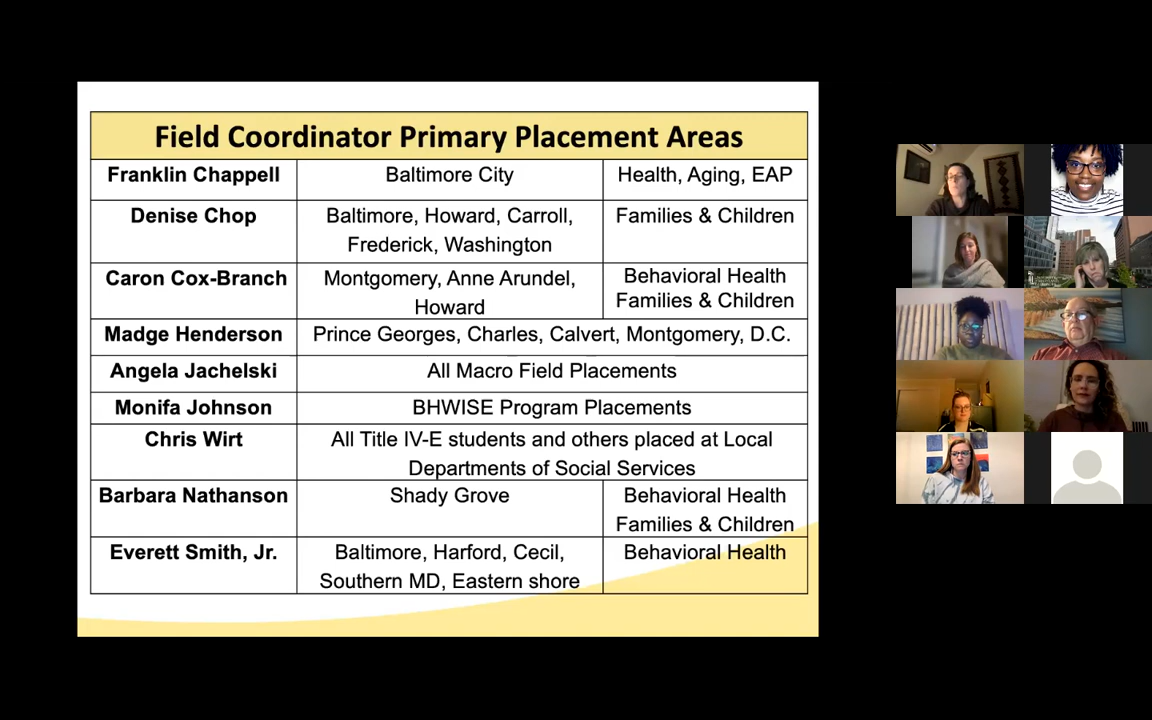 Field Coordinator Primary Placement Areas
Franklin Chappell
Baltimore City
Health, Aging, EAP
Denise Chop
Baltimore, Howard, Carroll,
Frederick, Washington
Families & Children
Caron Cox-Branch
Montgomery, Anne Arundel,
Howard
Behavioral Health
Families & Children
Madge Henderson
Prince Georges, Charles, Calvert, Montgomery, D.C.
Angela Jachelski
All Macro Field Placements
Monifa Johnson
BHWISE Program Placements
Chris Wirt
All Title IV-E students and others placed at Local
Departments of Social Services
Barbara Nathanson
Shady Grove
Behavioral Health
Families & Children
Everett Smith, Jr.
Baltimore, Harford, Cecil,
Southern MD, Eastern shore
Behavioral Health